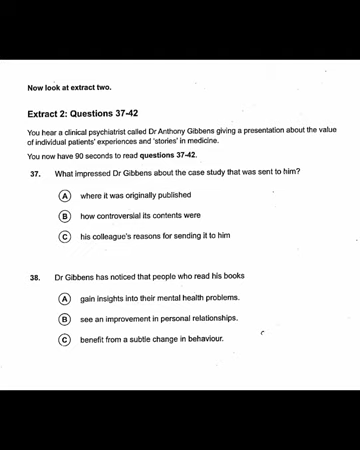 Now look at extract two.
Extract 2: Questions 37-42
You hear a clinical psychiatrist called Dr Anthony Gibbens giving a presentation about the value
of individual patients' experiences and 'stories' in medicine.
You now have 90 seconds to read questions 37-42.
37. What impressed Dr Gibbens about the case study that was sent to him?
A where it was originally published
B how controversial its contents were
C his colleague's reasons for sending it to him
38. Dr Gibbens has noticed that people who read his books
A gain insights into their mental health problems.
B see an improvement in personal relationships.
C benefit from a subtle change in behaviour.